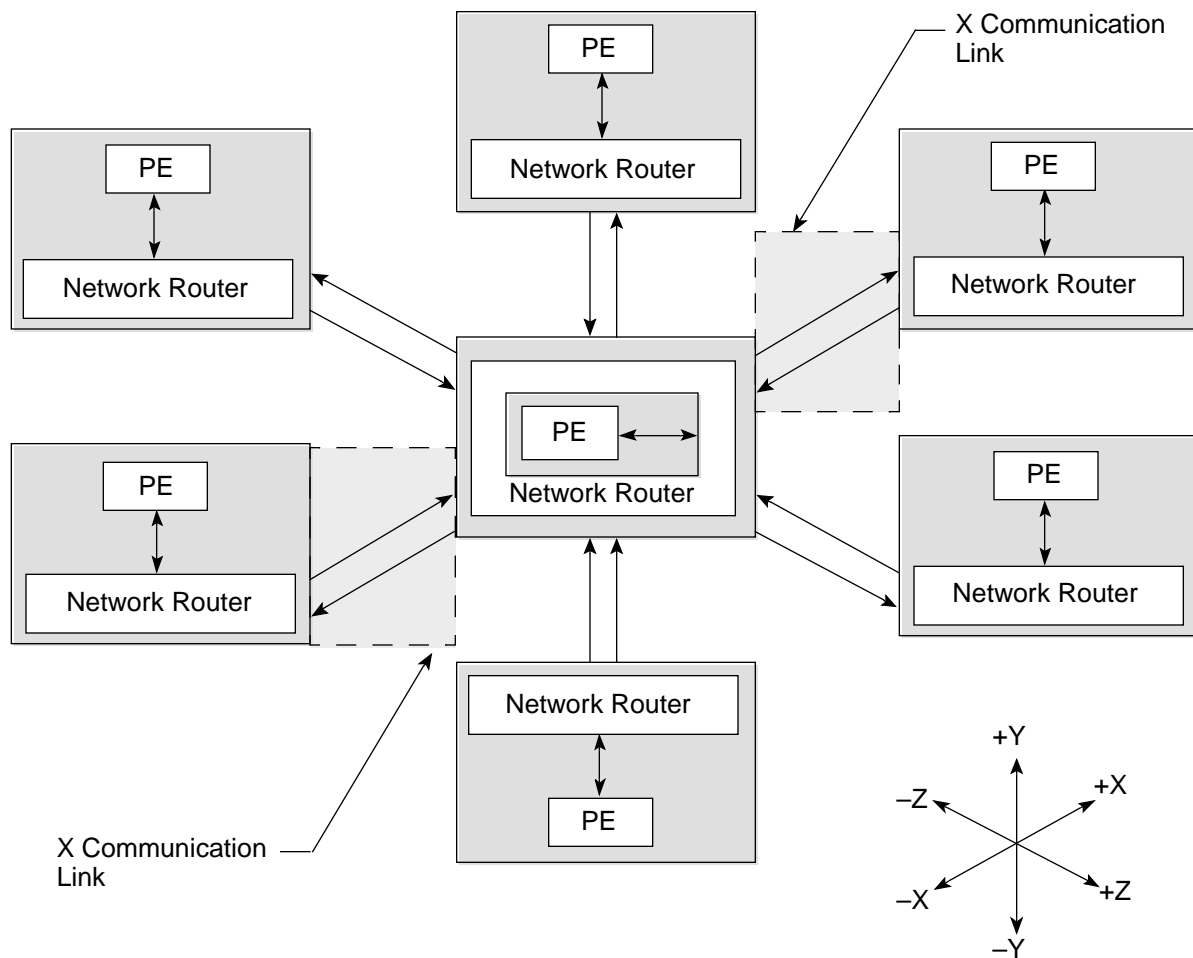 PE
Network Router
X Communication
Link
PE
Network Router
PE
Network Router
PE
Network Router
PE
Network Router
PE
Network Router
Network Router
PE
X Communication
Link
+Y
–Z
+X
–X
+Z
–Y